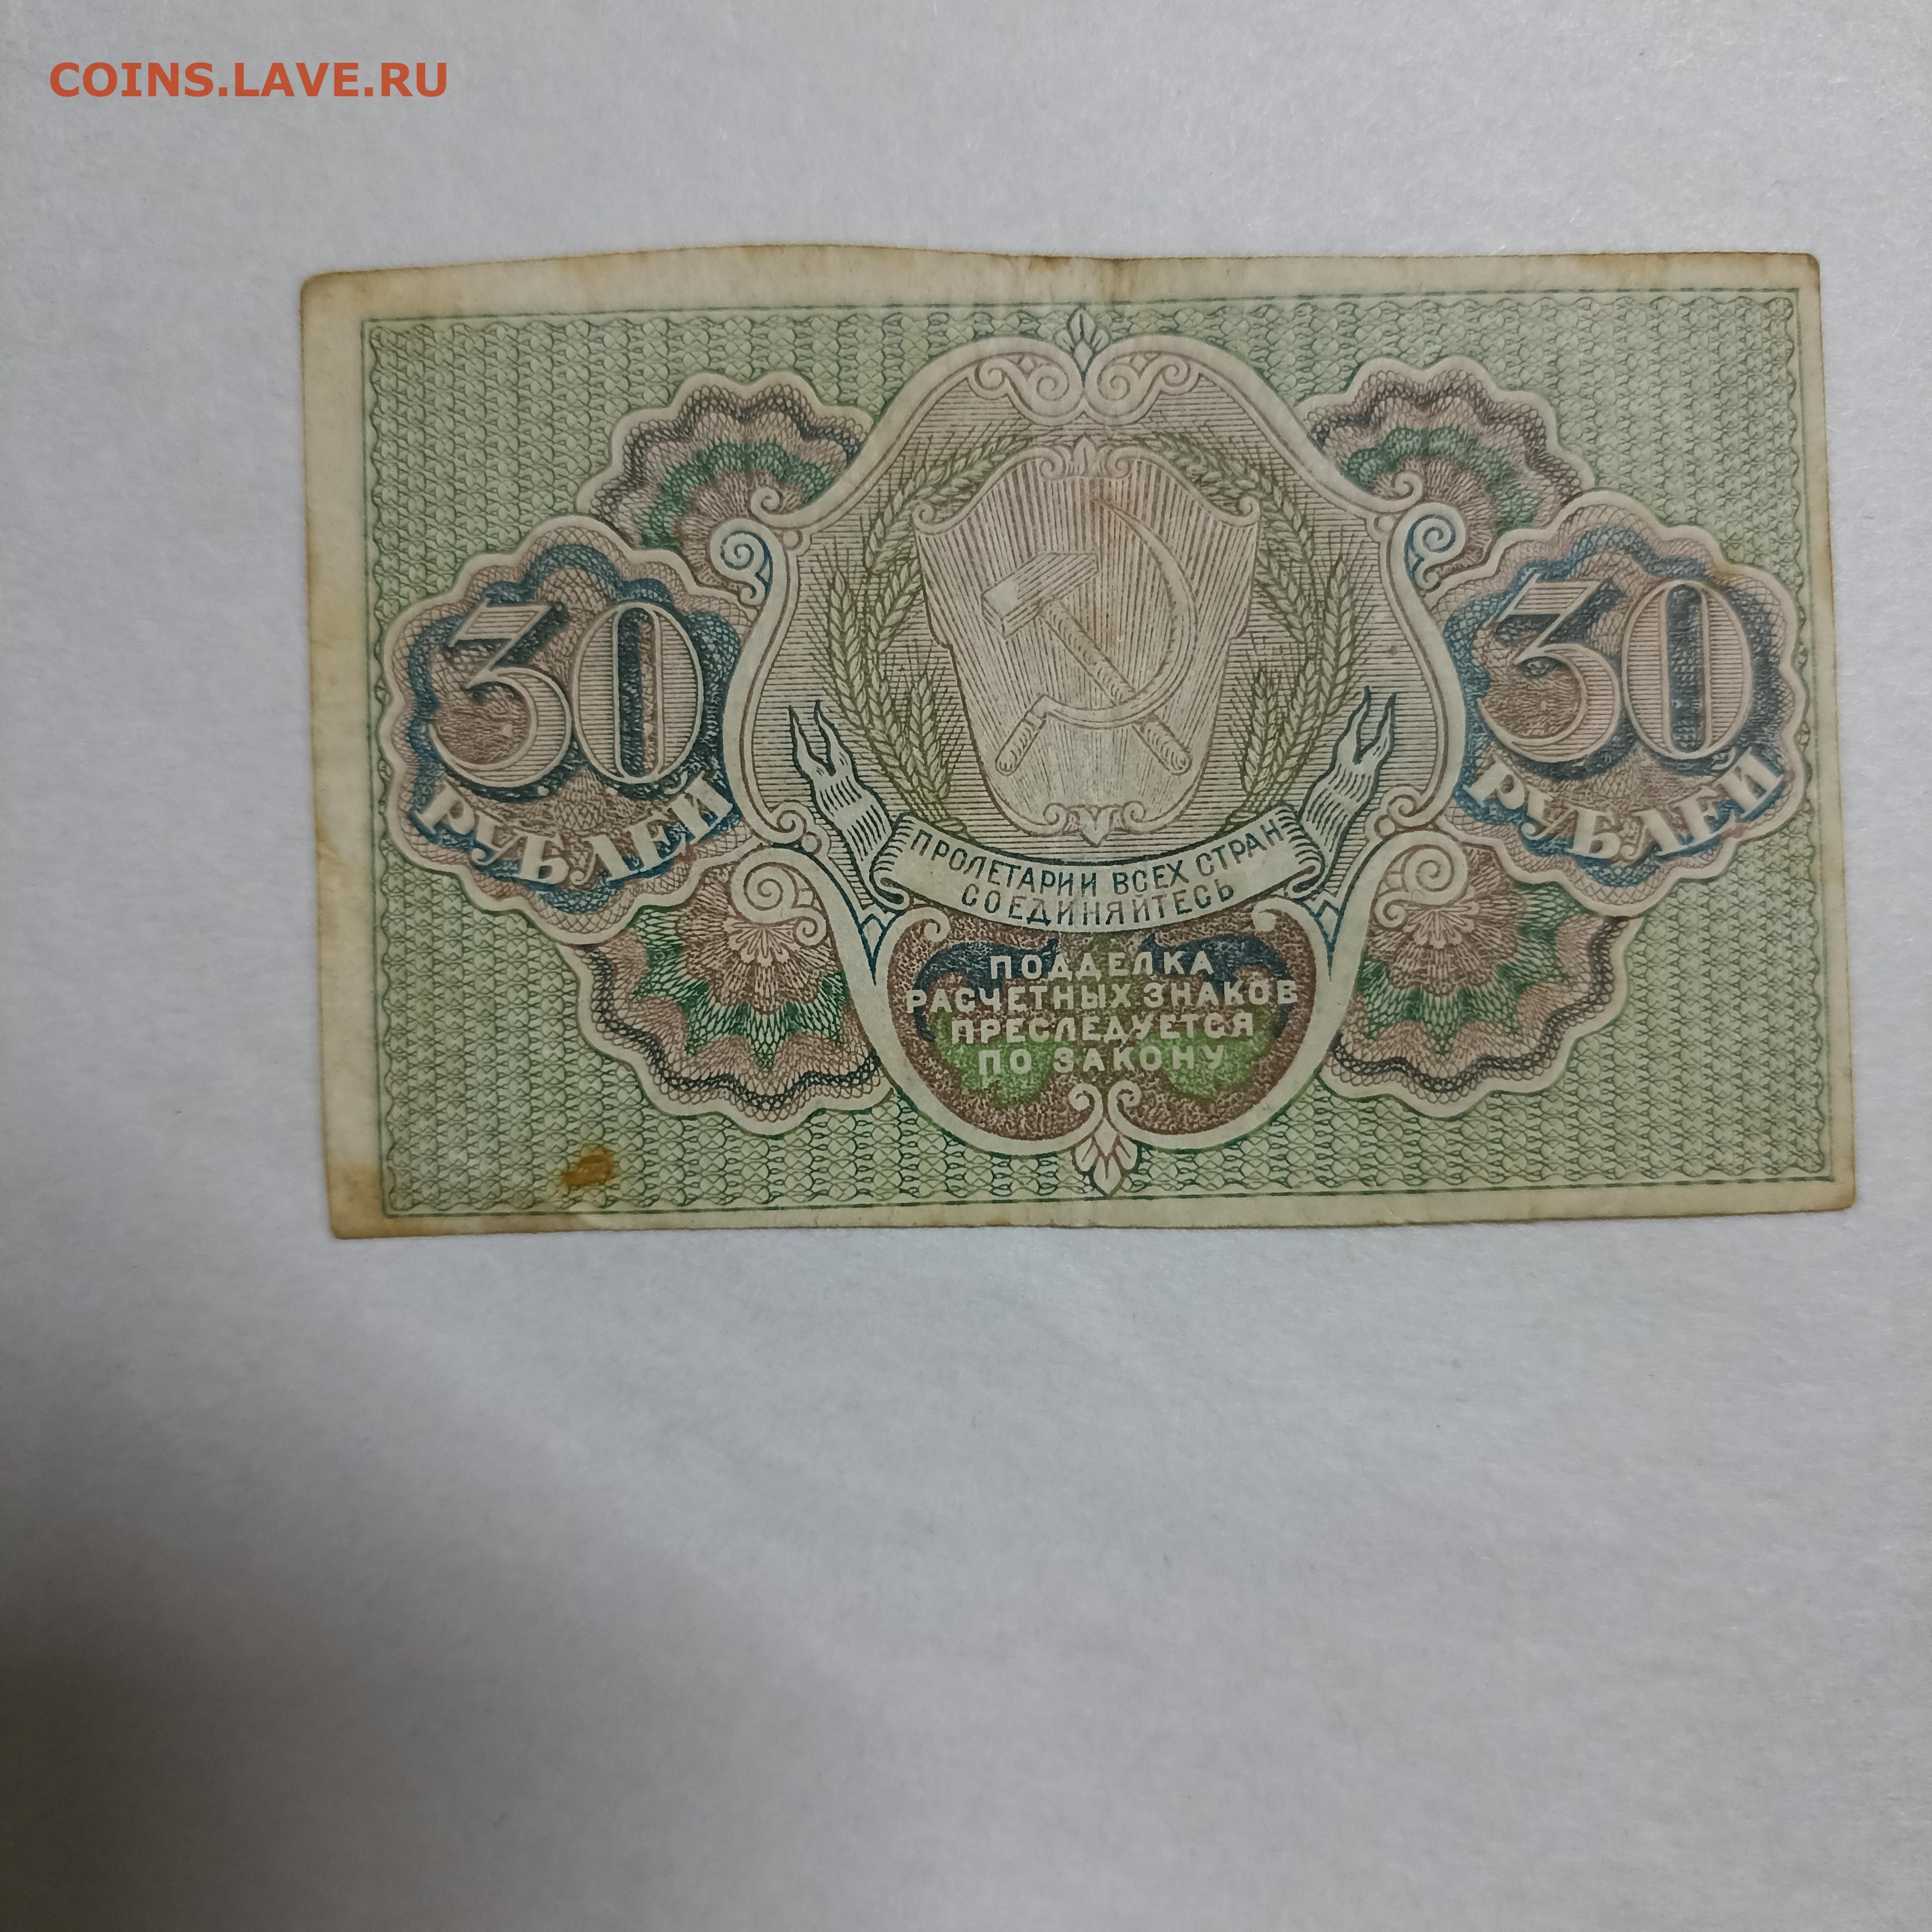 COINS.LAVE.RU
30
РУБЛЕЙ
30
РУБЛЕЙ
ПРОЛЕТАРИИ ВСЕХ СТРАН
СОЕДИНЯЙТЕСЬ
ПОДДЕЛКА
РАСЧЕТНЫХ ЗНАКОВ
ПРЕСЛЕДУЕТСЯ
ПО ЗАКОНУ